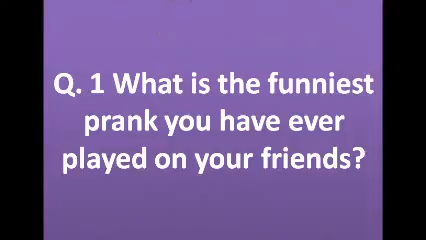 Q. 1 What is the funniest
prank you have ever
played on your friends?